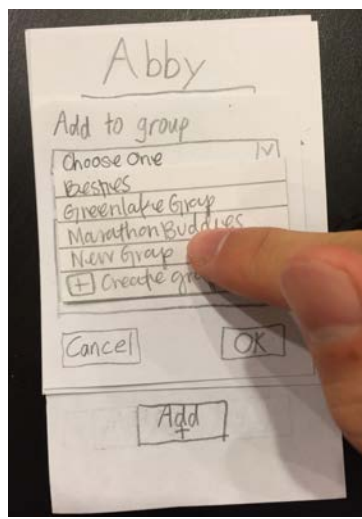 Abby
Add to group
Choose One
Besties
Greenlake Group
Marathon Buddies
New Group
+ Create
Cancel OK
Add
+